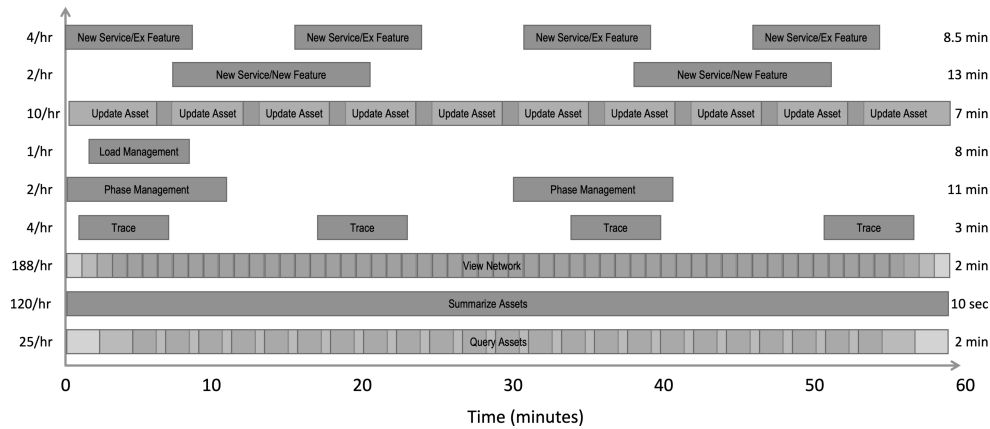 4/hr New Service/Ex Feature New Service/Ex Feature New Service/Ex Feature New Service/Ex Feature 8.5 min
2/hr New Service/New Feature New Service/New Feature 13 min
10/hr Update Asset Update Asset Update Asset Update Asset Update Asset Update Asset Update Asset Update Asset Update Asset Update Asset 7 min
1/hr Load Management 8 min
2/hr Phase Management Phase Management 11 min
4/hr Trace Trace Trace Trace 3 min
188/hr View Network 2 min
120/hr Summarize Assets 10 sec
25/hr Query Assets 2 min
0 10 20 30 40 50 60
Time (minutes)